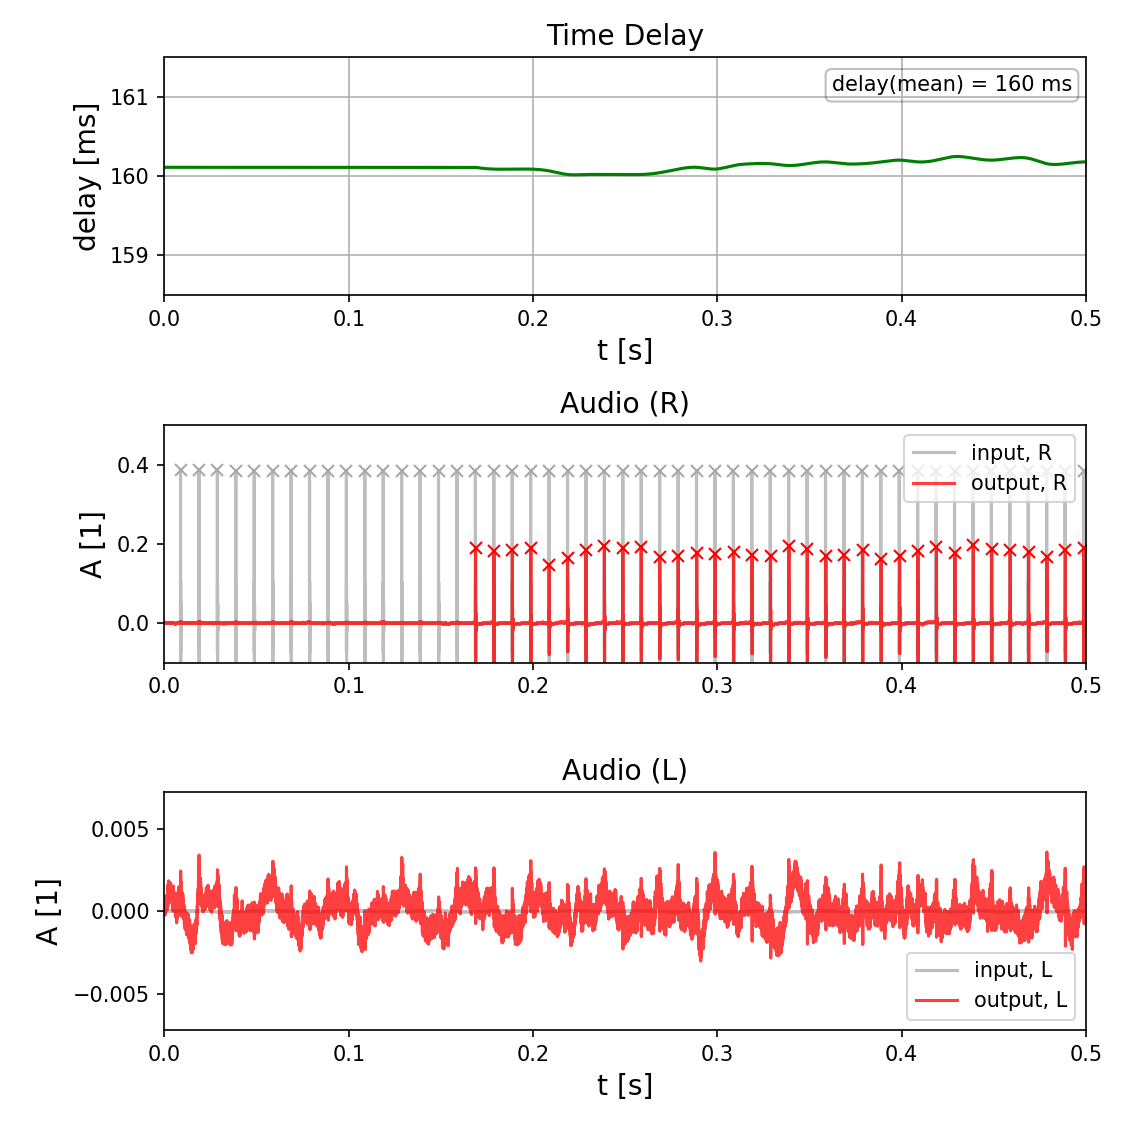 Time Delay
delay(mean) = 160 ms
161
160
159
delay [ms]
0.0 0.1 0.2 0.3 0.4 0.5
t [s]
Audio (R)
input, R
output, R
0.4
0.2
0.0
A [1]
0.0 0.1 0.2 0.3 0.4 0.5
Audio (L)
0.005
0.000
−0.005
A [1]
input, L
output, L
0.0 0.1 0.2 0.3 0.4 0.5
t [s]